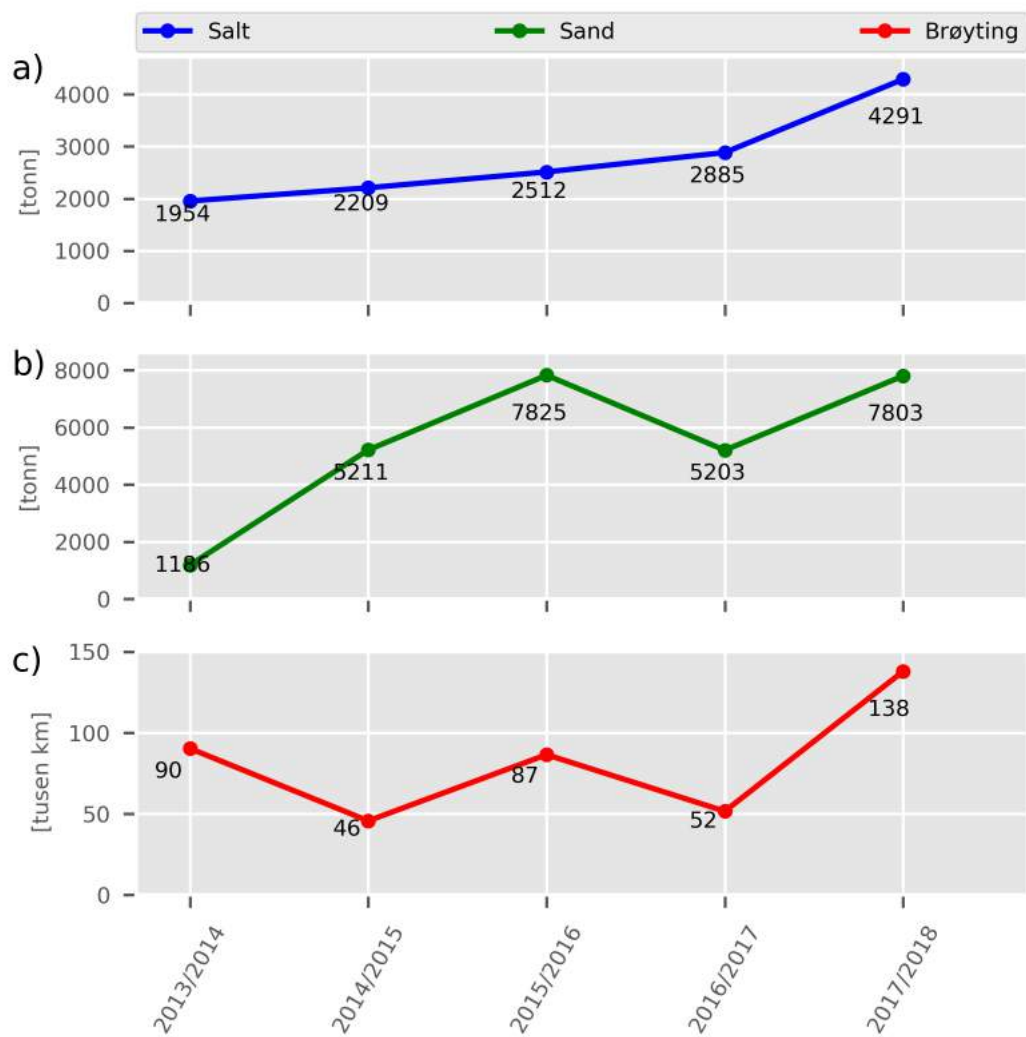 Salt Sand Brøyting
a)
4000
3000
2000
1000
0
[tonn]
1954 2209 2512 2885 4291
b)
8000
6000
4000
2000
0
[tonn]
1186 5211 7825 5203 7803
c)
150
100
50
0
[tusen km]
90 46 87 52 138
2013/2014 2014/2015 2015/2016 2016/2017 2017/2018